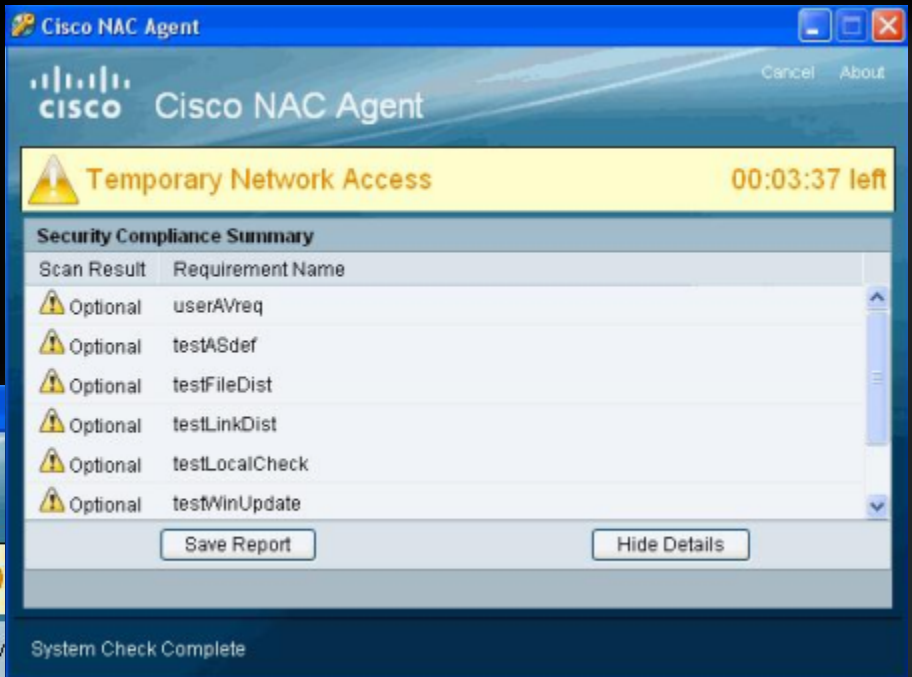 Cisco NAC Agent
Cancel About
CISCO Cisco NAC Agent
Temporary Network Access 00:03:37 left
Security Compliance Summary
Scan Result Requirement Name
Optional userAVreq
Optional testASdef
Optional testFileDist
Optional testLinkDist
Optional testLocalCheck
Optional testWinUpdate
Save Report Hide Details
System Check Complete